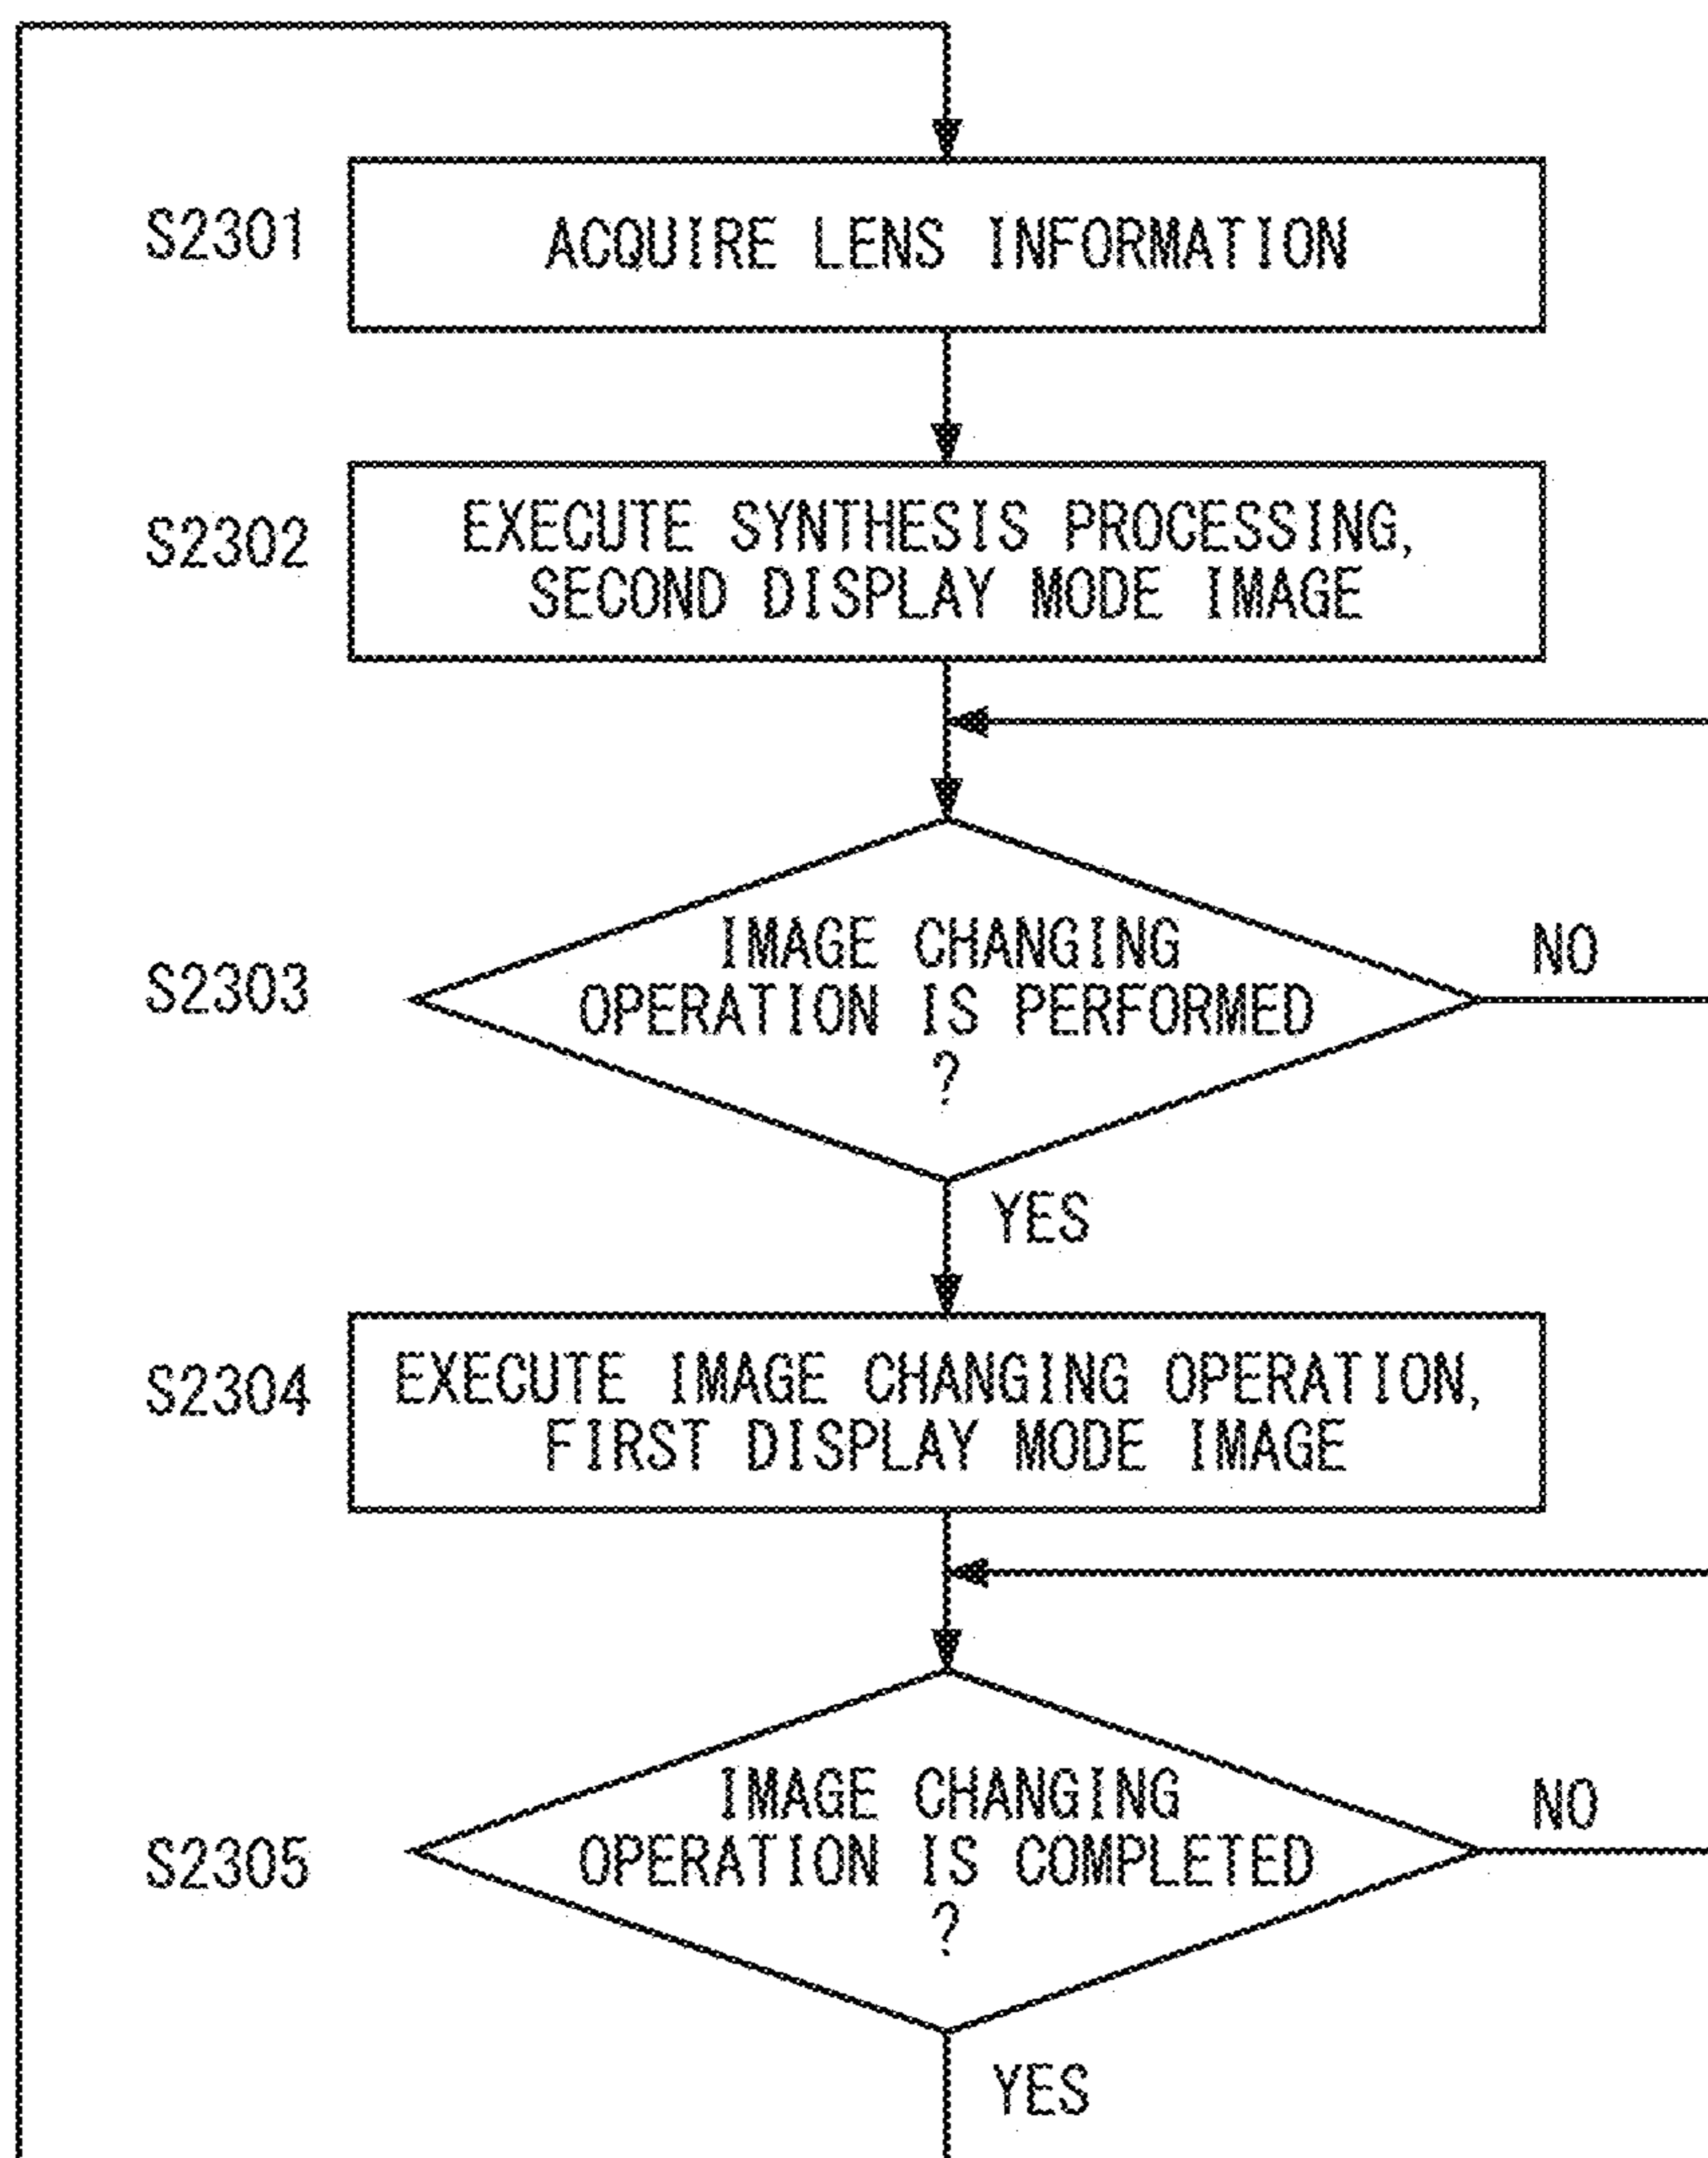 S2301
ACQUIRE LENS INFORMATION
S2302
EXECUTE SYNTHESIS PROCESSING,
SECOND DISPLAY MODE IMAGE
S2303
IMAGE CHANGING
OPERATION IS PERFORMED
?
NO
YES
S2304
EXECUTE IMAGE CHANGING OPERATION,
FIRST DISPLAY MODE IMAGE
S2305
IMAGE CHANGING
OPERATION IS COMPLETED
?
NO
YES